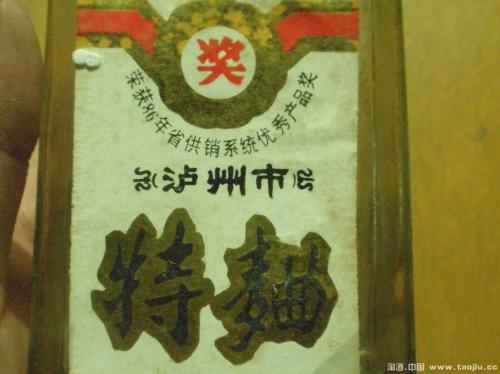 奖
荣获86年省供销系统优秀产品奖
泸州市
特麯
淘酒.中国 www.taojiu.cc